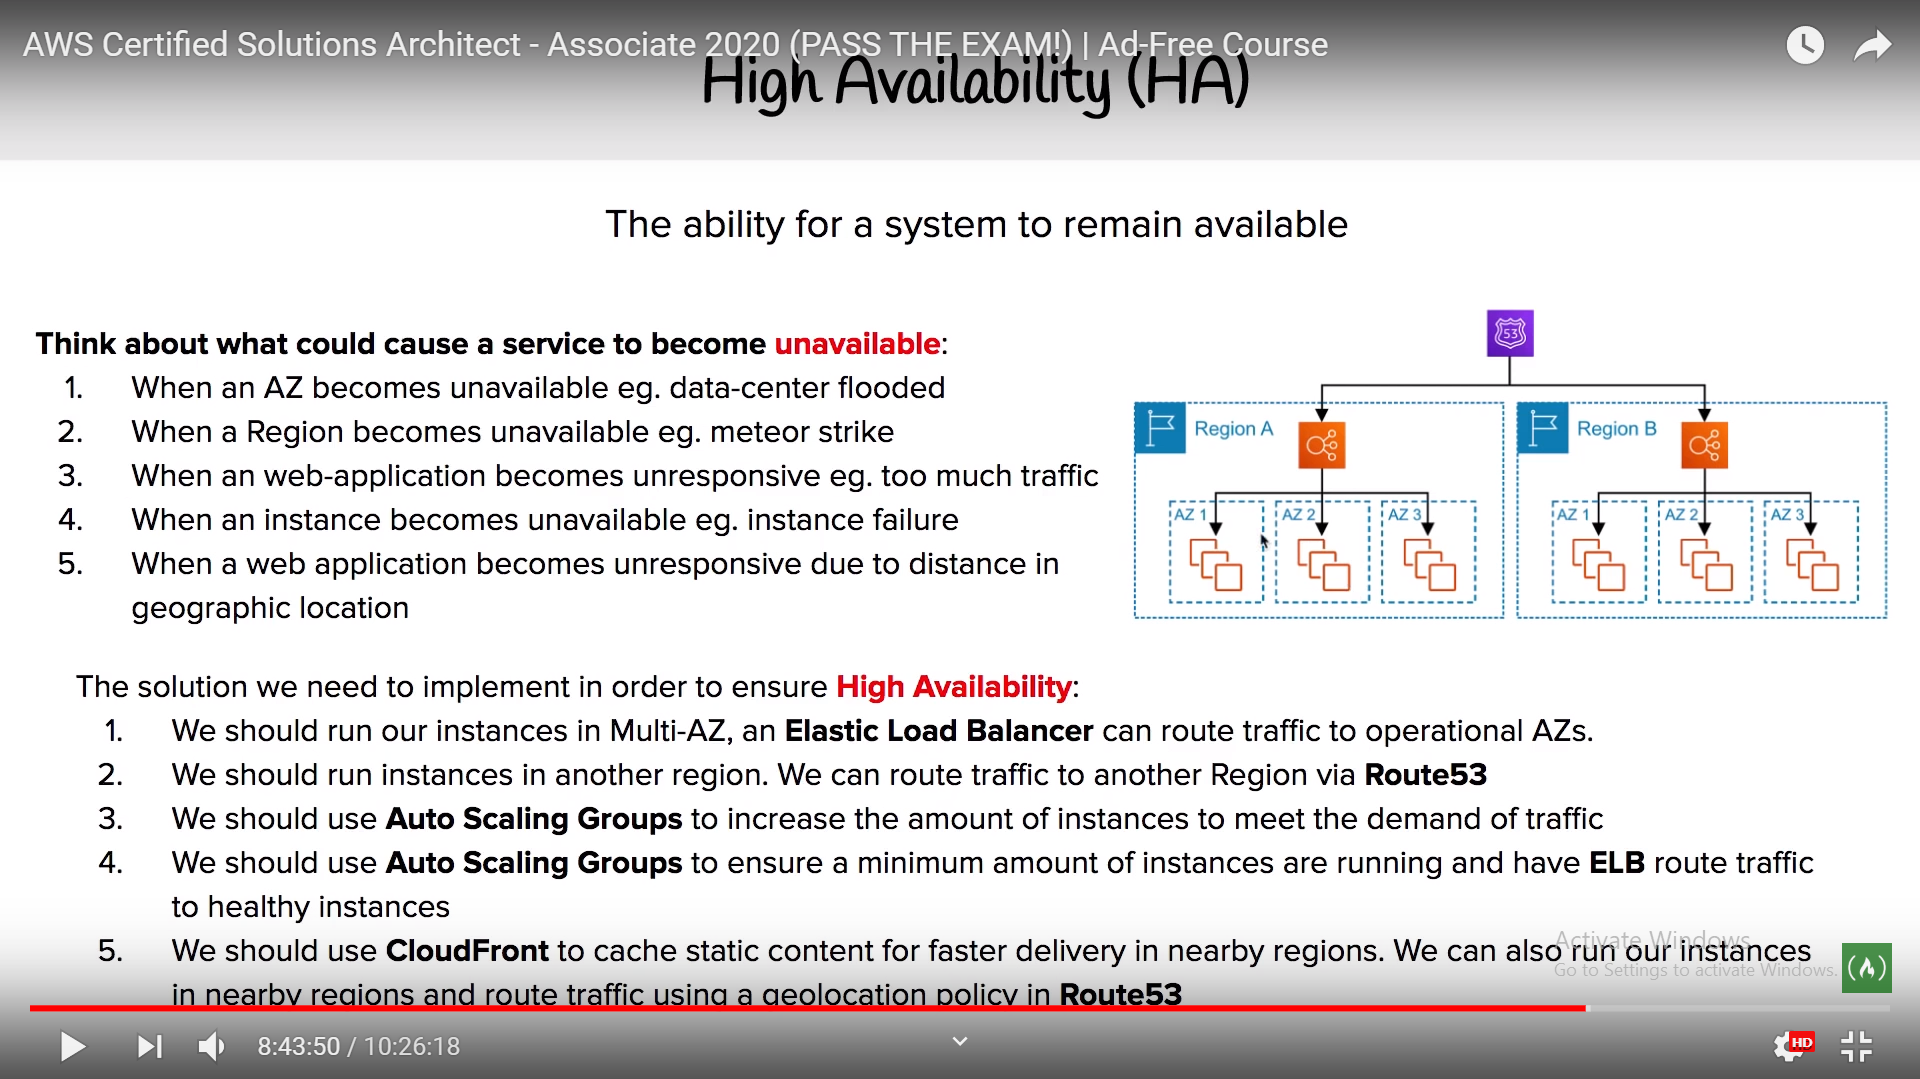 AWS Certified Solutions Architect - Associate 2020 (PASS THE EXAM!) | Ad-Free Course
High Availability (HA)
The ability for a system to remain available
Think about what could cause a service to become unavailable:
1. When an AZ becomes unavailable eg. data-center flooded
2. When a Region becomes unavailable eg. meteor strike
3. When an web-application becomes unresponsive eg. too much traffic
4. When an instance becomes unavailable eg. instance failure
5. When a web application becomes unresponsive due to distance in
geographic location
53
Region A
Region B
AZ 1
AZ 2
AZ 3
AZ 1
AZ 2
AZ 3
The solution we need to implement in order to ensure High Availability:
1. We should run our instances in Multi-AZ, an Elastic Load Balancer can route traffic to operational AZs.
2. We should run instances in another region. We can route traffic to another Region via Route53
3. We should use Auto Scaling Groups to increase the amount of instances to meet the demand of traffic
4. We should use Auto Scaling Groups to ensure a minimum amount of instances are running and have ELB route traffic
to healthy instances
5. We should use CloudFront to cache static content for faster delivery in nearby regions. We can also run our instances
in nearby regions and route traffic using a geolocation policy in Route53
Activate Windows
Go to Settings to activate Windows.
8:43:50 / 10:26:18
HD